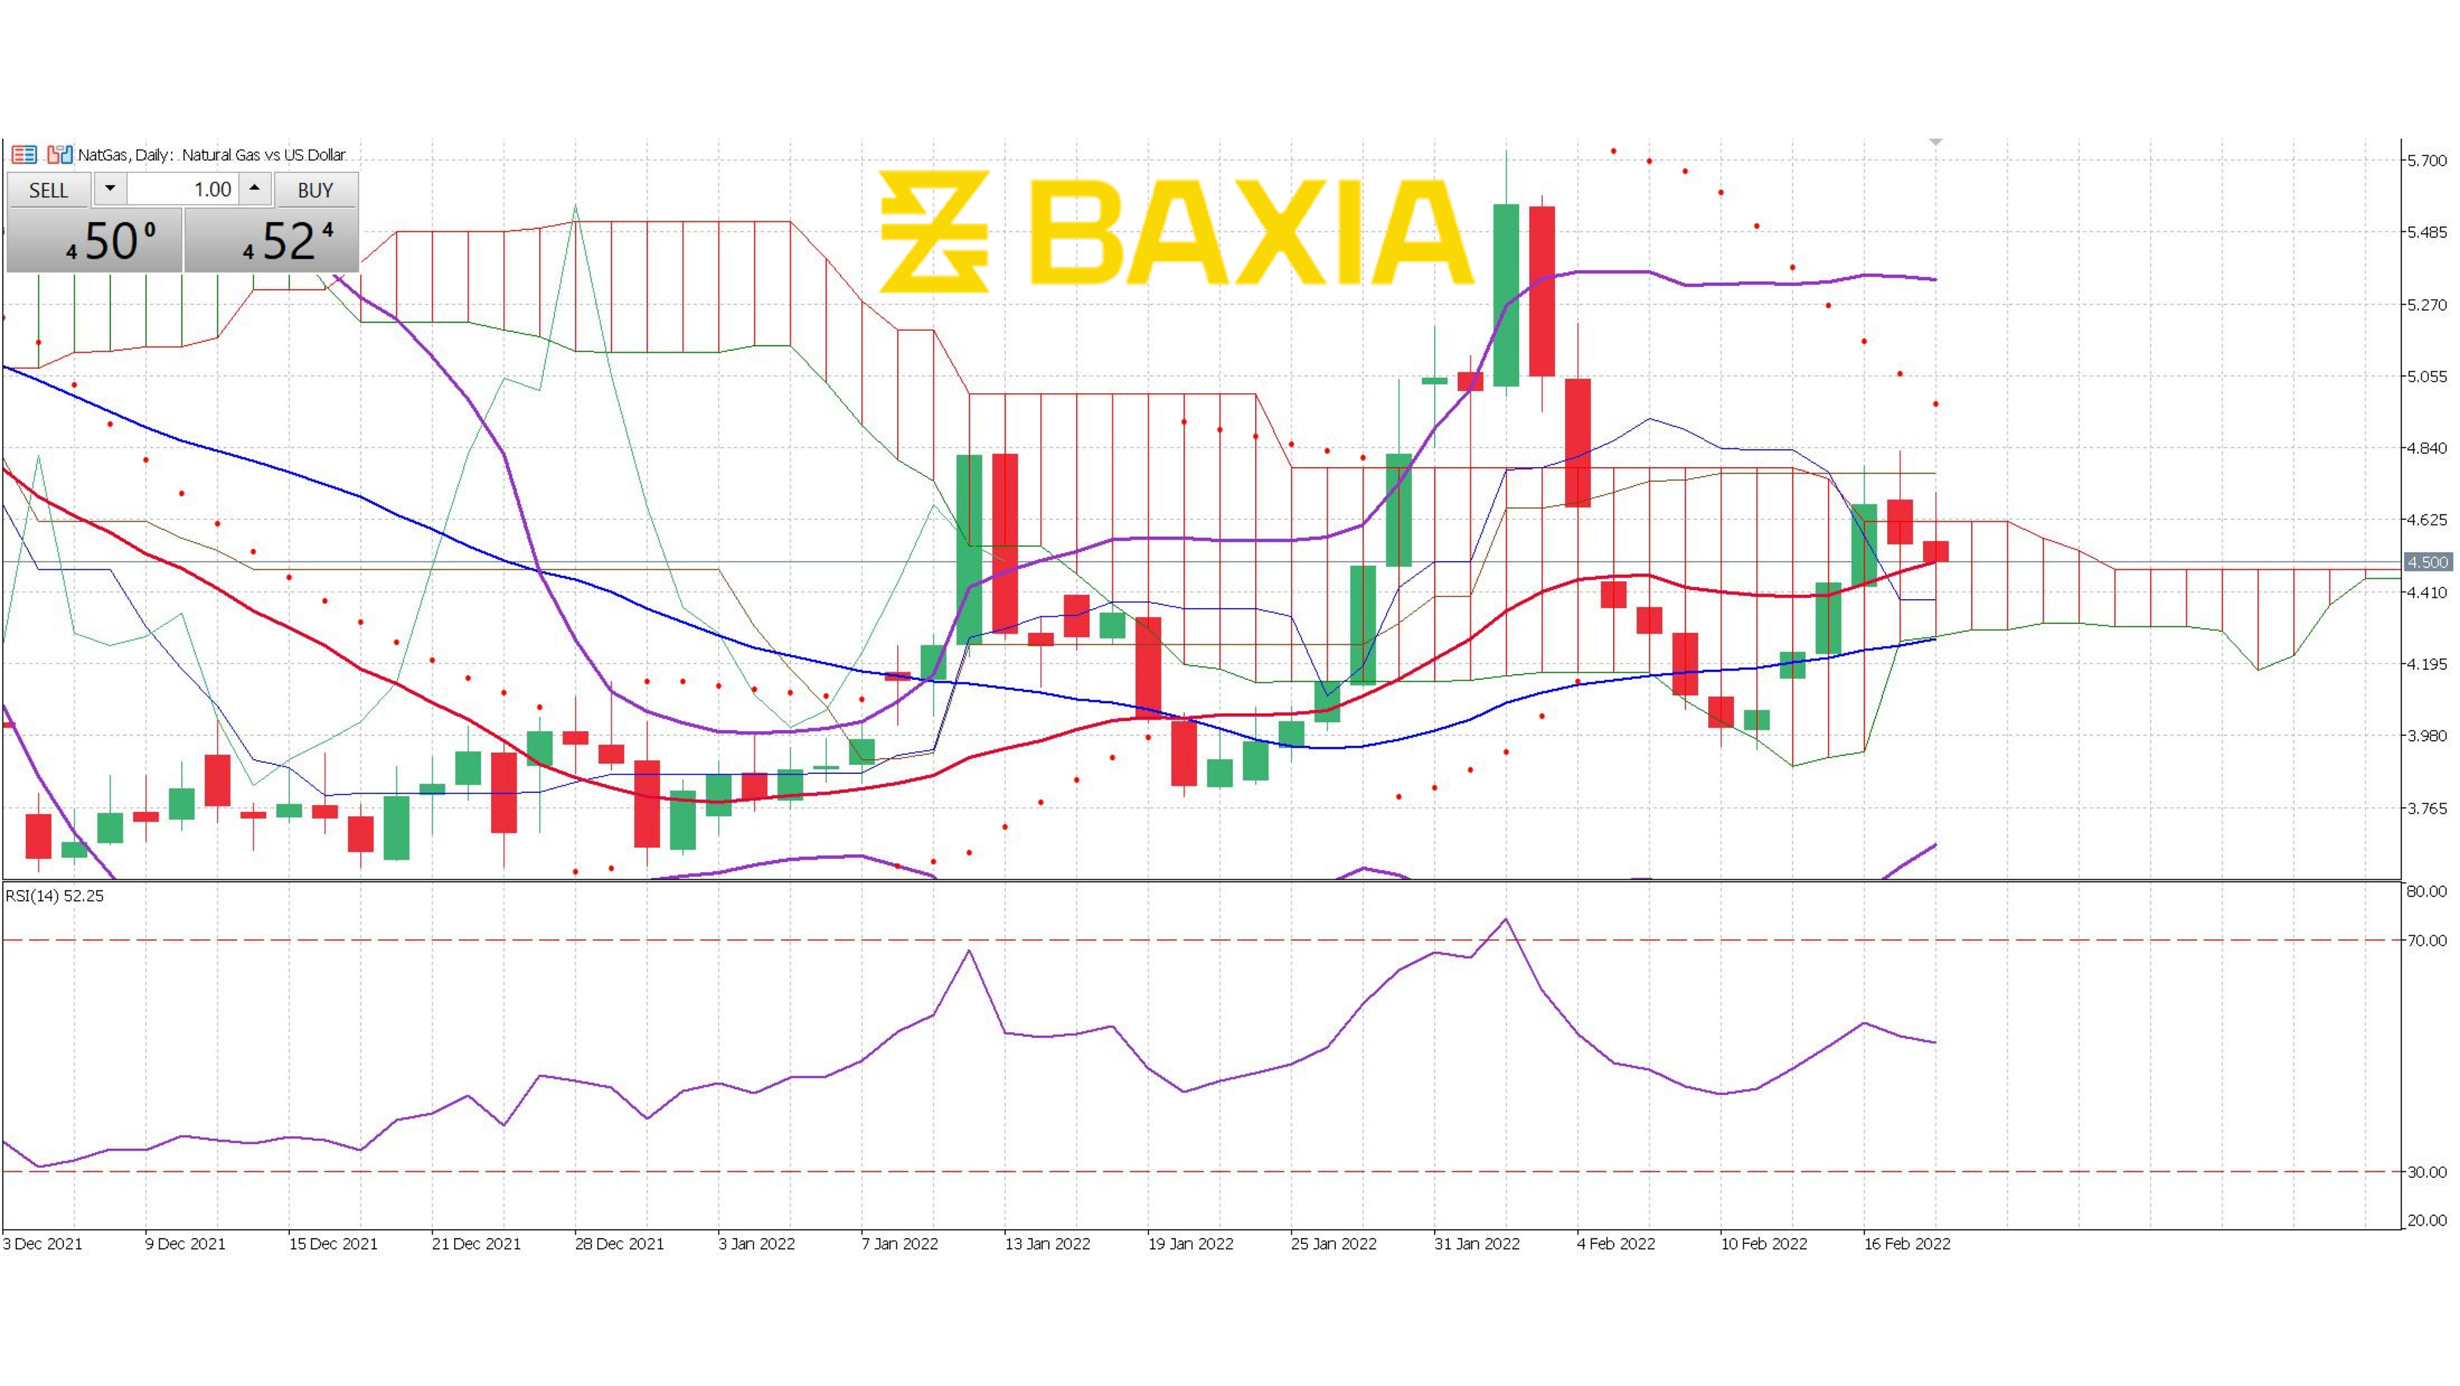 BAXIA
NatGas, Daily: Natural Gas vs US Dollar
SELL 1.00 BUY
4 50 0 4 52 4
5.700
5.485
5.270
5.055
4.840
4.625
4.500
4.410
4.195
3.980
3.765
RSI(14) 52.25
80.00
70.00
30.00
20.00
3 Dec 2021 9 Dec 2021 15 Dec 2021 21 Dec 2021 28 Dec 2021 3 Jan 2022 7 Jan 2022 13 Jan 2022 19 Jan 2022 25 Jan 2022 31 Jan 2022 4 Feb 2022 10 Feb 2022 16 Feb 2022